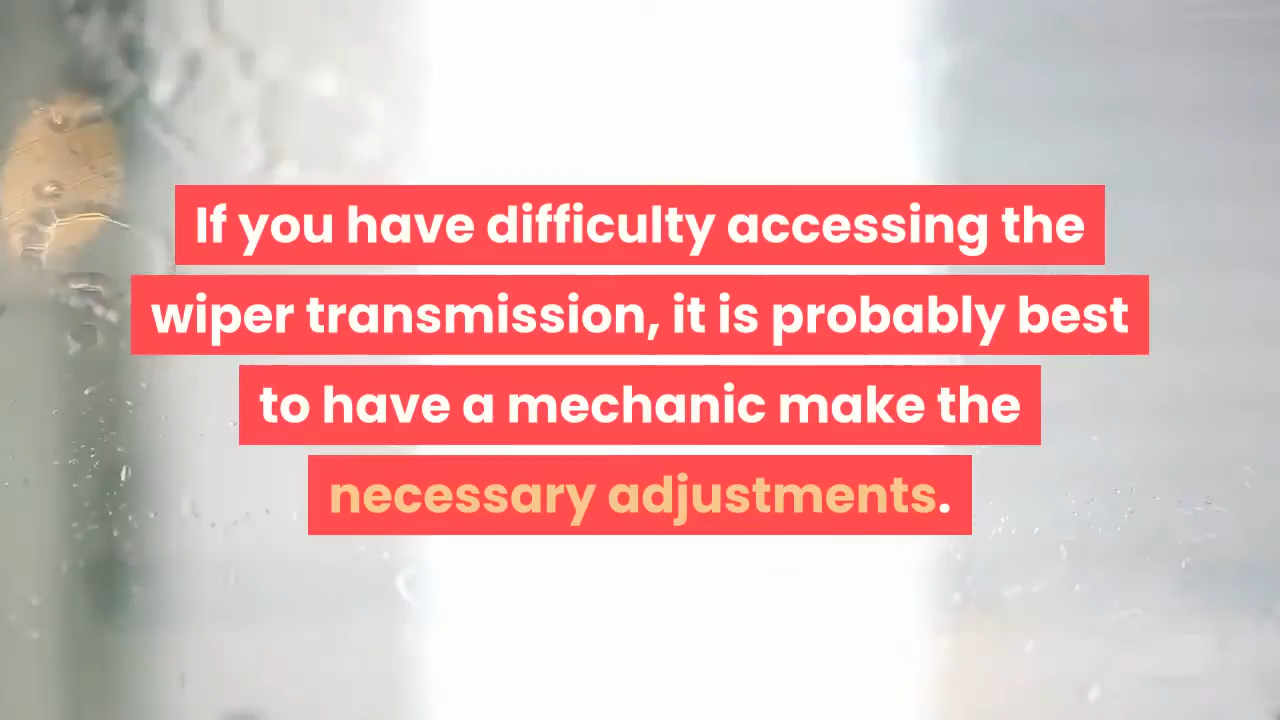 If you have difficulty accessing the
wiper transmission, it is probably best
to have a mechanic make the
necessary adjustments.